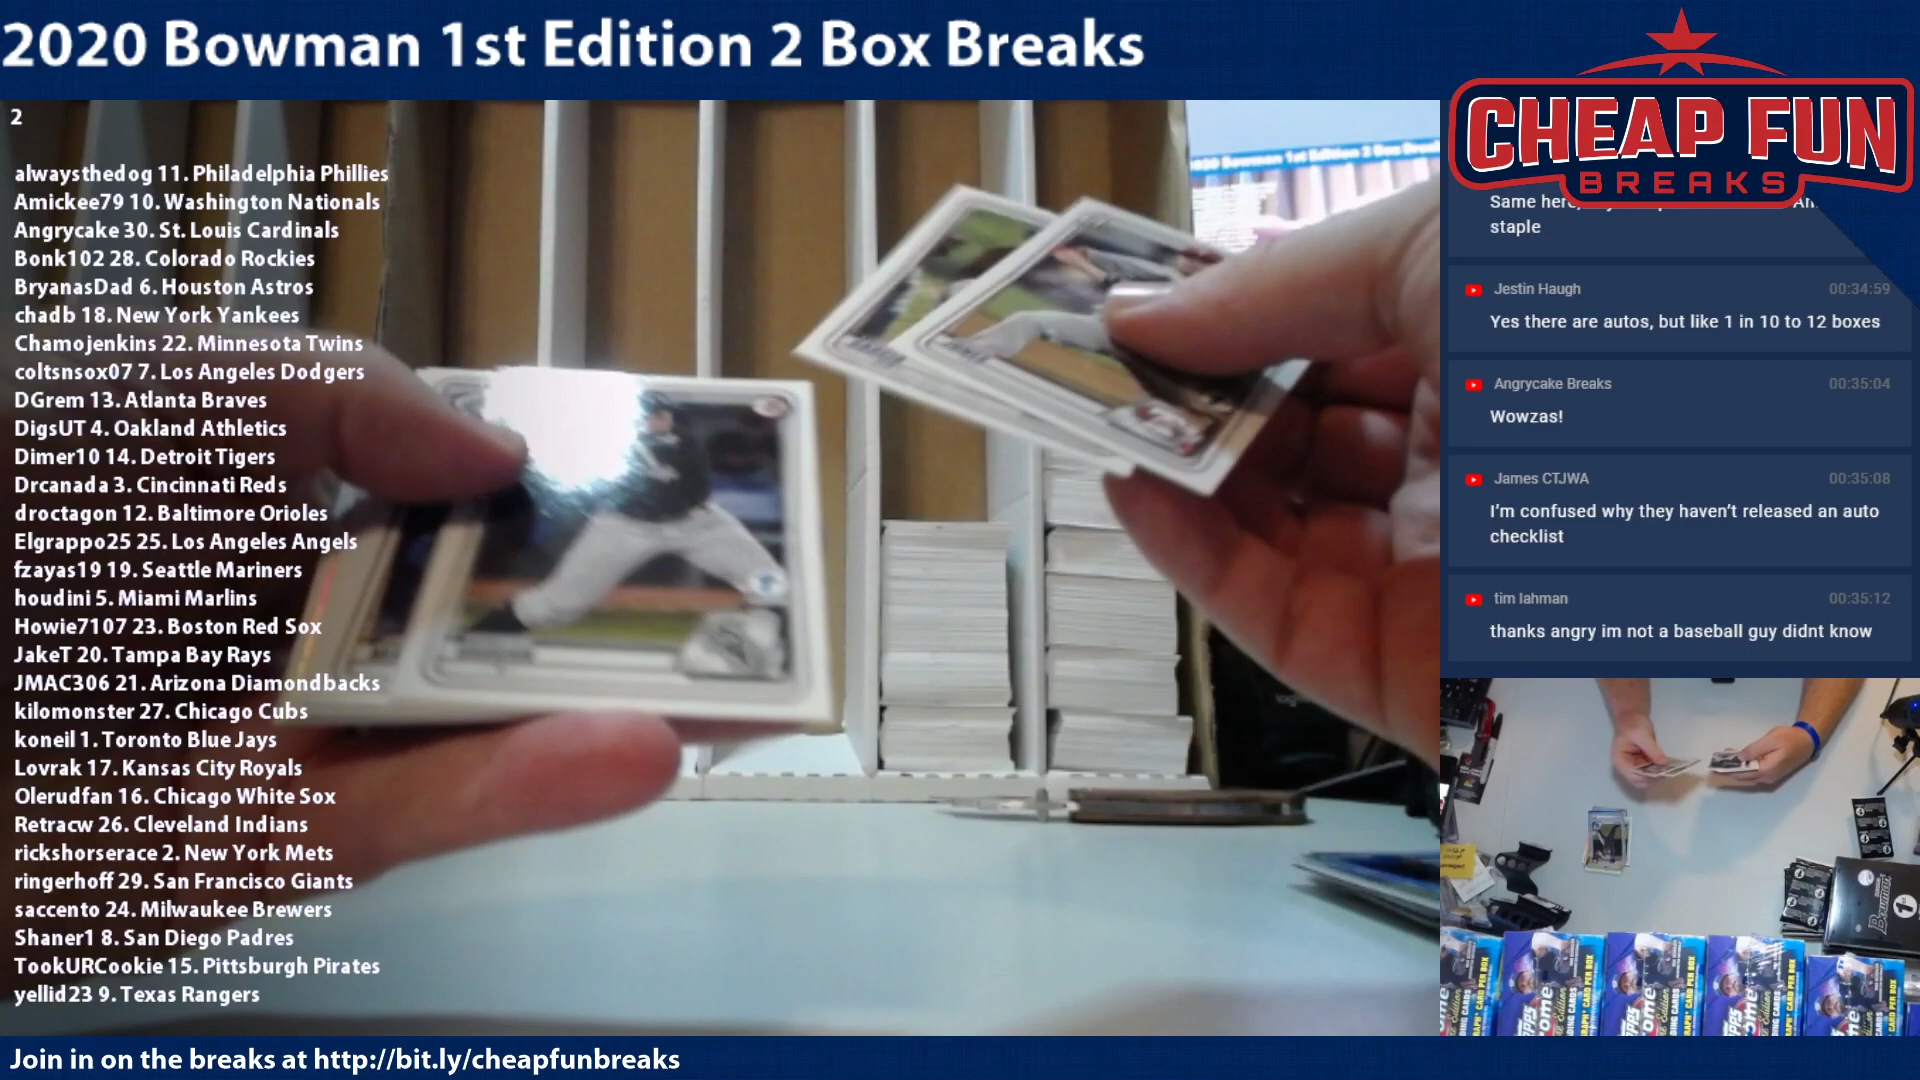 2020 Bowman 1st Edition 2 Box Breaks
CHEAP FUN
BREAKS
2
alwaysthedog 11. Philadelphia Phillies
Amickee79 10. Washington Nationals
Angrycake 30. St. Louis Cardinals
Bonk102 28. Colorado Rockies
BryanasDad 6. Houston Astros
chadb 18. New York Yankees
Chamojenkins 22. Minnesota Twins
coltsnsox07 7. Los Angeles Dodgers
DGrem 13. Atlanta Braves
DigsUT 4. Oakland Athletics
Dimer10 14. Detroit Tigers
Drcanada 3. Cincinnati Reds
droctagon 12. Baltimore Orioles
Elgrappo25 25. Los Angeles Angels
fzayas19 19. Seattle Mariners
houdini 5. Miami Marlins
Howie7107 23. Boston Red Sox
JakeT 20. Tampa Bay Rays
JMAC306 21. Arizona Diamondbacks
kilomonster 27. Chicago Cubs
koneil 1. Toronto Blue Jays
Lovrak 17. Kansas City Royals
Olerudfan 16. Chicago White Sox
Retracw 26. Cleveland Indians
rickshorserace 2. New York Mets
ringerhoff 29. San Francisco Giants
saccento 24. Milwaukee Brewers
Shaner1 8. San Diego Padres
TookURCookie 15. Pittsburgh Pirates
yellid23 9. Texas Rangers
2020 Bowman 1st Edition 2 Box
Same here
staple
Jestin Haugh 00:34:59
Yes there are autos, but like 1 in 10 to 12 boxes
Angrycake Breaks 00:35:04
Wowzas!
James CTJWA 00:35:08
I'm confused why they haven't released an auto
checklist
tim lahman 00:35:12
thanks angry im not a baseball guy didnt know
Bowman
1st
Join in on the breaks at http://bit.ly/cheapfunbreaks